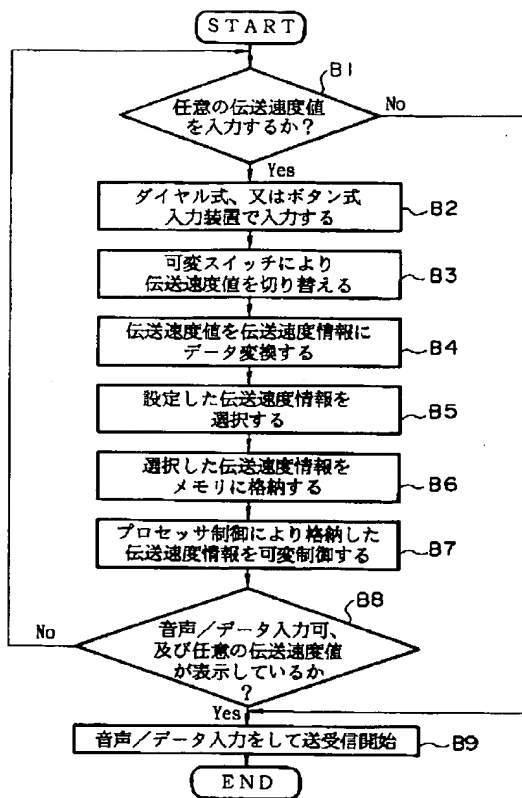 START
B1
任意の伝送速度値
を入力するか？
No
Yes
ダイヤル式、又はボタン式
入力装置で入力する
B2
可変スイッチにより
伝送速度値を切り替える
B3
伝送速度値を伝送速度情報に
データ変換する
B4
設定した伝送速度情報を
選択する
B5
選択した伝送速度情報を
メモリに格納する
B6
プロセッサ制御により格納した
伝送速度情報を可変制御する
B7
B8
No
音声／データ入力可、
及び任意の伝送速度値
が表示しているか
？
Yes
音声／データ入力をして送受信開始
B9
END